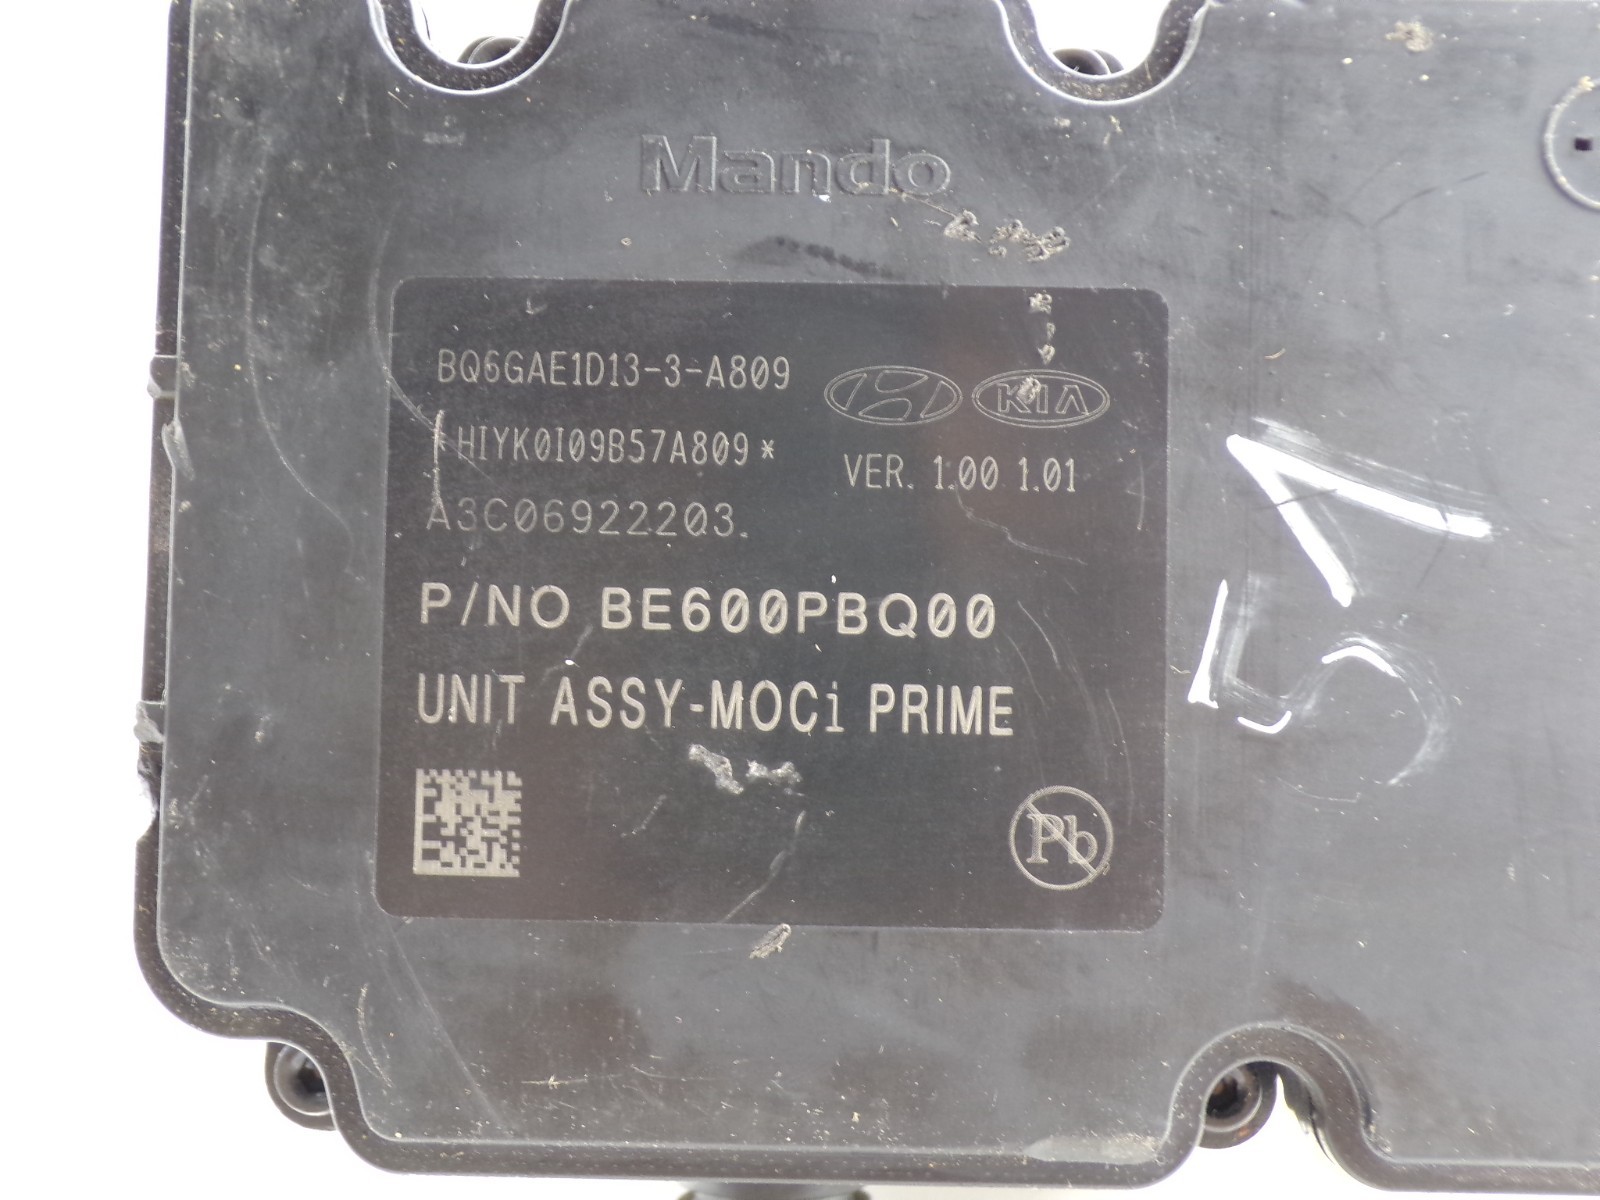 Mando
BQ6GAE1D13-3-A809
*HIYK0I09B57A809*
KIA
VER. 1.00 1.01
A3C06922203.
P/NO BE600PBQ00
UNIT ASSY-MOCi PRIME
Pb